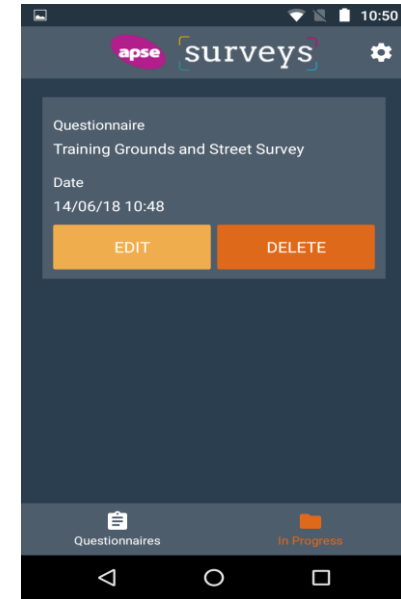 10:50
apse surveys
Questionnaire
Training Grounds and Street Survey
Date
14/06/18 10:48
EDIT DELETE
Questionnaires In Progress